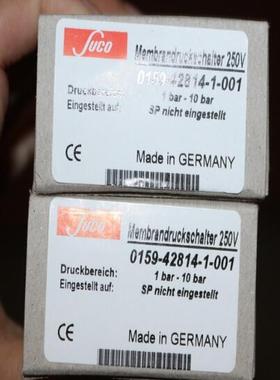 Suco
Membrandruckschalter 250V
0159-42814-1-001
Druckbereich: 1 bar - 10 bar
Eingestellt auf: SP nicht eingestellt
CE Made in GERMANY
Suco
Membrandruckschalter 250V
0159-42814-1-001
Druckbereich: 1 bar - 10 bar
Eingestellt auf: SP nicht eingestellt
CE Made in GERMANY